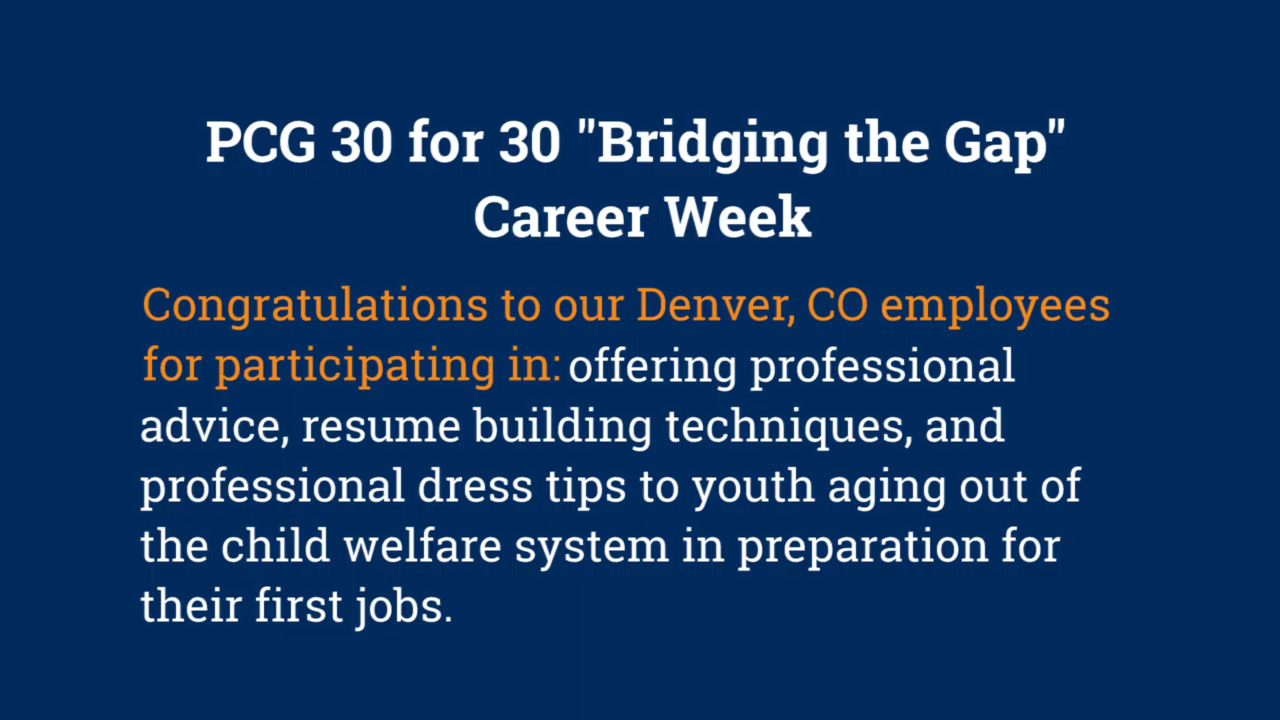 PCG 30 for 30 "Bridging the Gap"
Career Week
Congratulations to our Denver, CO employees
for participating in: offering professional
advice, resume building techniques, and
professional dress tips to youth aging out of
the child welfare system in preparation for
their first jobs.